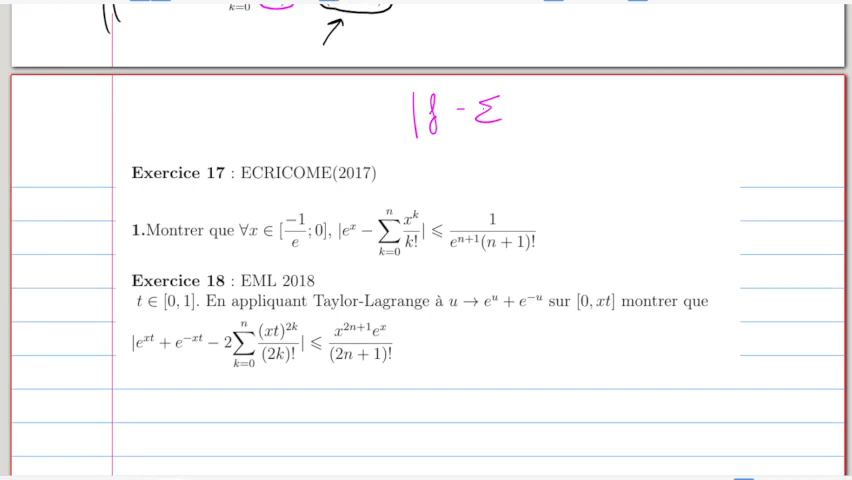 k=0
|f - Σ
Exercice 17 : ECRICOME(2017)
1.Montrer que ∀x ∈ [−1/e; 0], |e^x − ∑_{k=0}^{n} x^k/k!| ⩽ 1/(e^{n+1}(n + 1)!)
Exercice 18 : EML 2018
t ∈ [0, 1]. En appliquant Taylor-Lagrange à u → e^u + e^{−u} sur [0, xt] montrer que
|e^{xt} + e^{−xt} − 2∑_{k=0}^{n} (xt)^{2k}/(2k)!| ⩽ x^{2n+1}e^x/(2n + 1)!